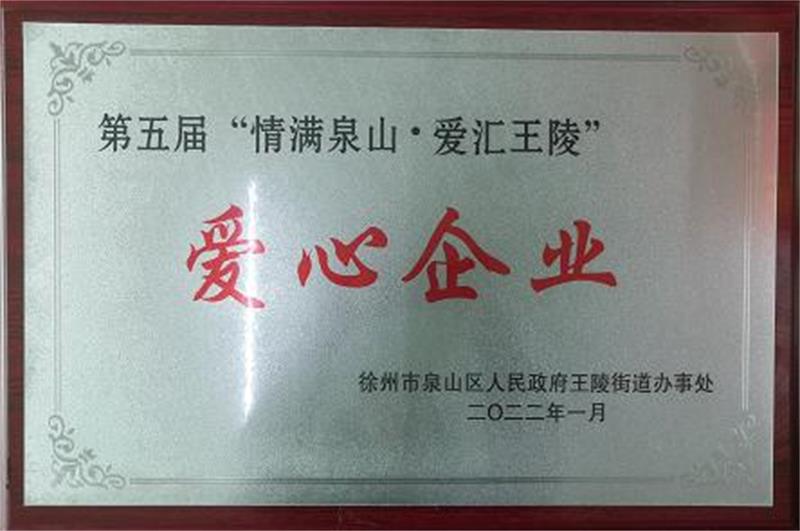 第五届“情满泉山·爱汇王陵”
爱心企业
徐州市泉山区人民政府王陵街道办事处
二〇二二年一月